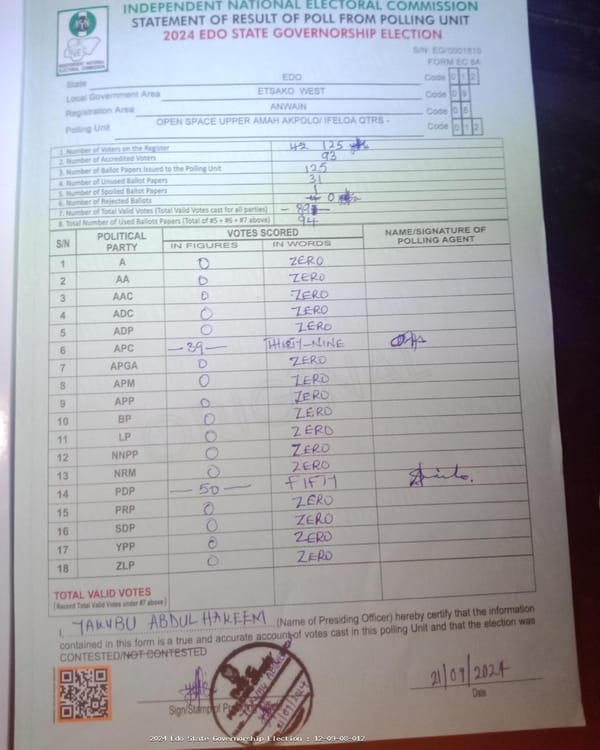 INDEPENDENT NATIONAL ELECTORAL COMMISSION
STATEMENT OF RESULT OF POLL FROM POLLING UNIT
2024 EDO STATE GOVERNORSHIP ELECTION
S/N: EG/0001810
FORM EC 8A
INDEPENDENT NATIONAL ELECTORAL COMMISSION
State EDO Code 0 1 2
Local Government Area ETSAKO WEST Code 0 9
Registration Area ANWAIN Code 0 8
Polling Unit OPEN SPACE UPPER AMAH AKPOLO/ IFELOA QTRS - Code 0 1 2
1. Number of Voters on the Register 125
2. Number of Accredited Voters 93
3. Number of Ballot Papers Issued to the Polling Unit 125
4. Number of Unused Ballot Papers 31
5. Number of Spoiled Ballot Papers 1
6. Number of Rejected Ballots 0
7. Number of Total Valid Votes (Total Valid Votes cast for all parties)
8. Total Number of Used Ballots Papers (Total of #5 + #6 + #7 above) 94
S/N POLITICAL PARTY VOTES SCORED NAME/SIGNATURE OF POLLING AGENT
IN FIGURES IN WORDS
1 A 0 ZERO
2 AA 0 ZERO
3 AAC 0 ZERO
4 ADC 0 ZERO
5 ADP 0 ZERO
6 APC —39— THIRTY-NINE
7 APGA 0 ZERO
8 APM 0 ZERO
9 APP 0 ZERO
10 BP 0 ZERO
11 LP 0 ZERO
12 NNPP 0 ZERO
13 NRM 0 ZERO
14 PDP —50— FIFTY
15 PRP 0 ZERO
16 SDP 0 ZERO
17 YPP 0 ZERO
18 ZLP 0 ZERO
TOTAL VALID VOTES
(Record Total Valid Votes under #7 above)
I, YAKUBU ABDUL HAKEEM (Name of Presiding Officer) hereby certify that the information
contained in this form is a true and accurate account of votes cast in this polling Unit and that the election was
CONTESTED/NOT CONTESTED
21/09/2024
Sign/Stamp of Date
2024 Edo State Governorship Election : 12-09-08-012